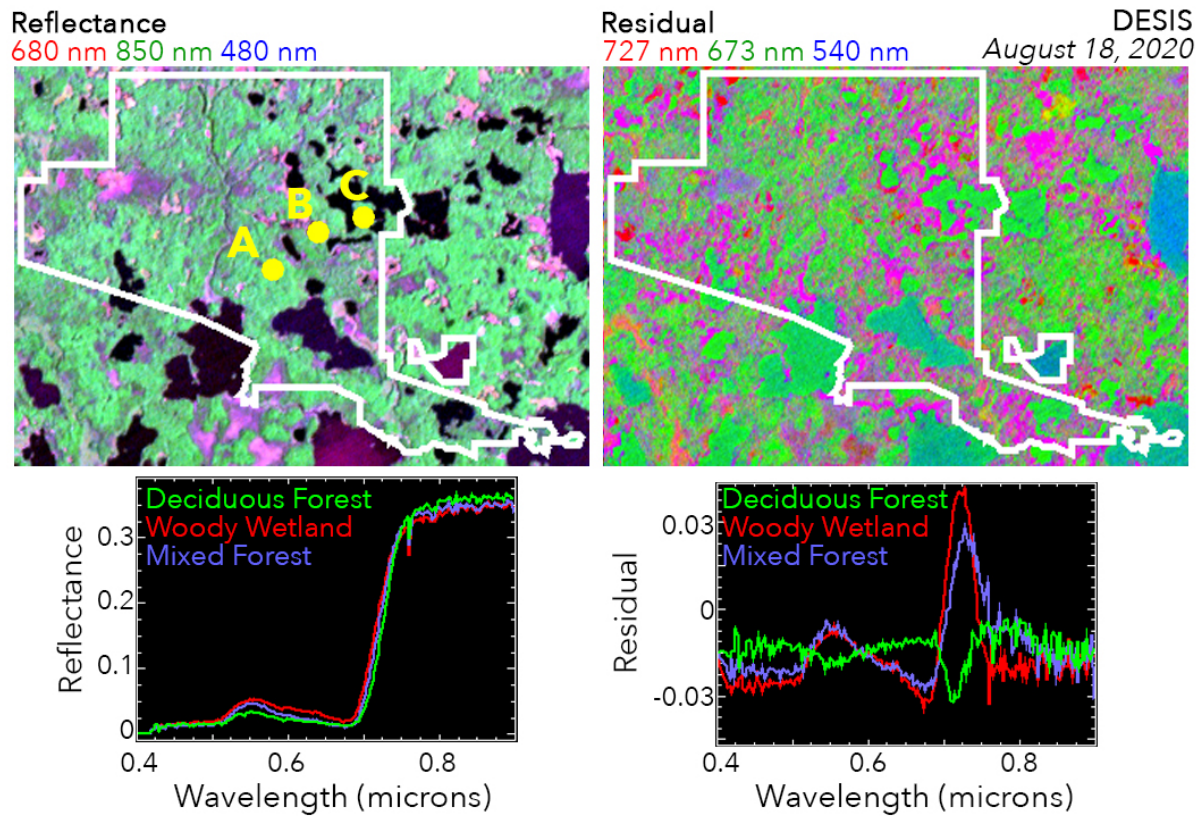 Reflectance
680 nm 850 nm 480 nm
Residual
727 nm 673 nm 540 nm
DESIS
August 18, 2020
A
B
C
Deciduous Forest
Woody Wetland
Mixed Forest
Reflectance
0.3
0.2
0.1
0
0.4 0.6 0.8
Wavelength (microns)
Deciduous Forest
Woody Wetland
Mixed Forest
Residual
0.03
0
-0.03
0.4 0.6 0.8
Wavelength (microns)